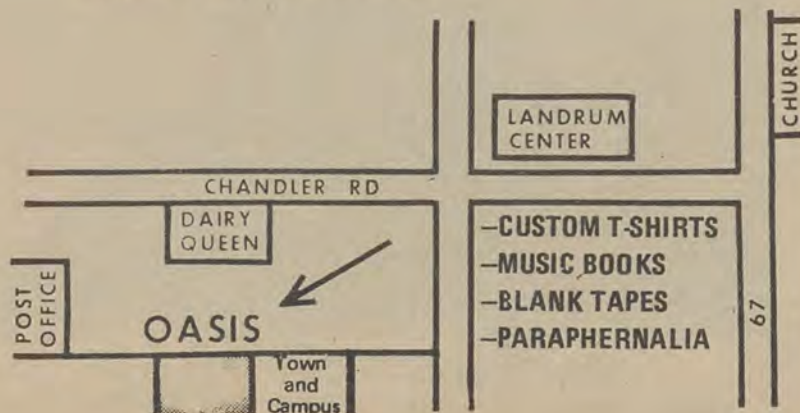 CHURCH
LANDRUM
CENTER
CHANDLER RD
DAIRY
QUEEN
–CUSTOM T-SHIRTS
–MUSIC BOOKS
–BLANK TAPES
–PARAPHERNALIA
POST
OFFICE
OASIS
67
Town
and
Campus